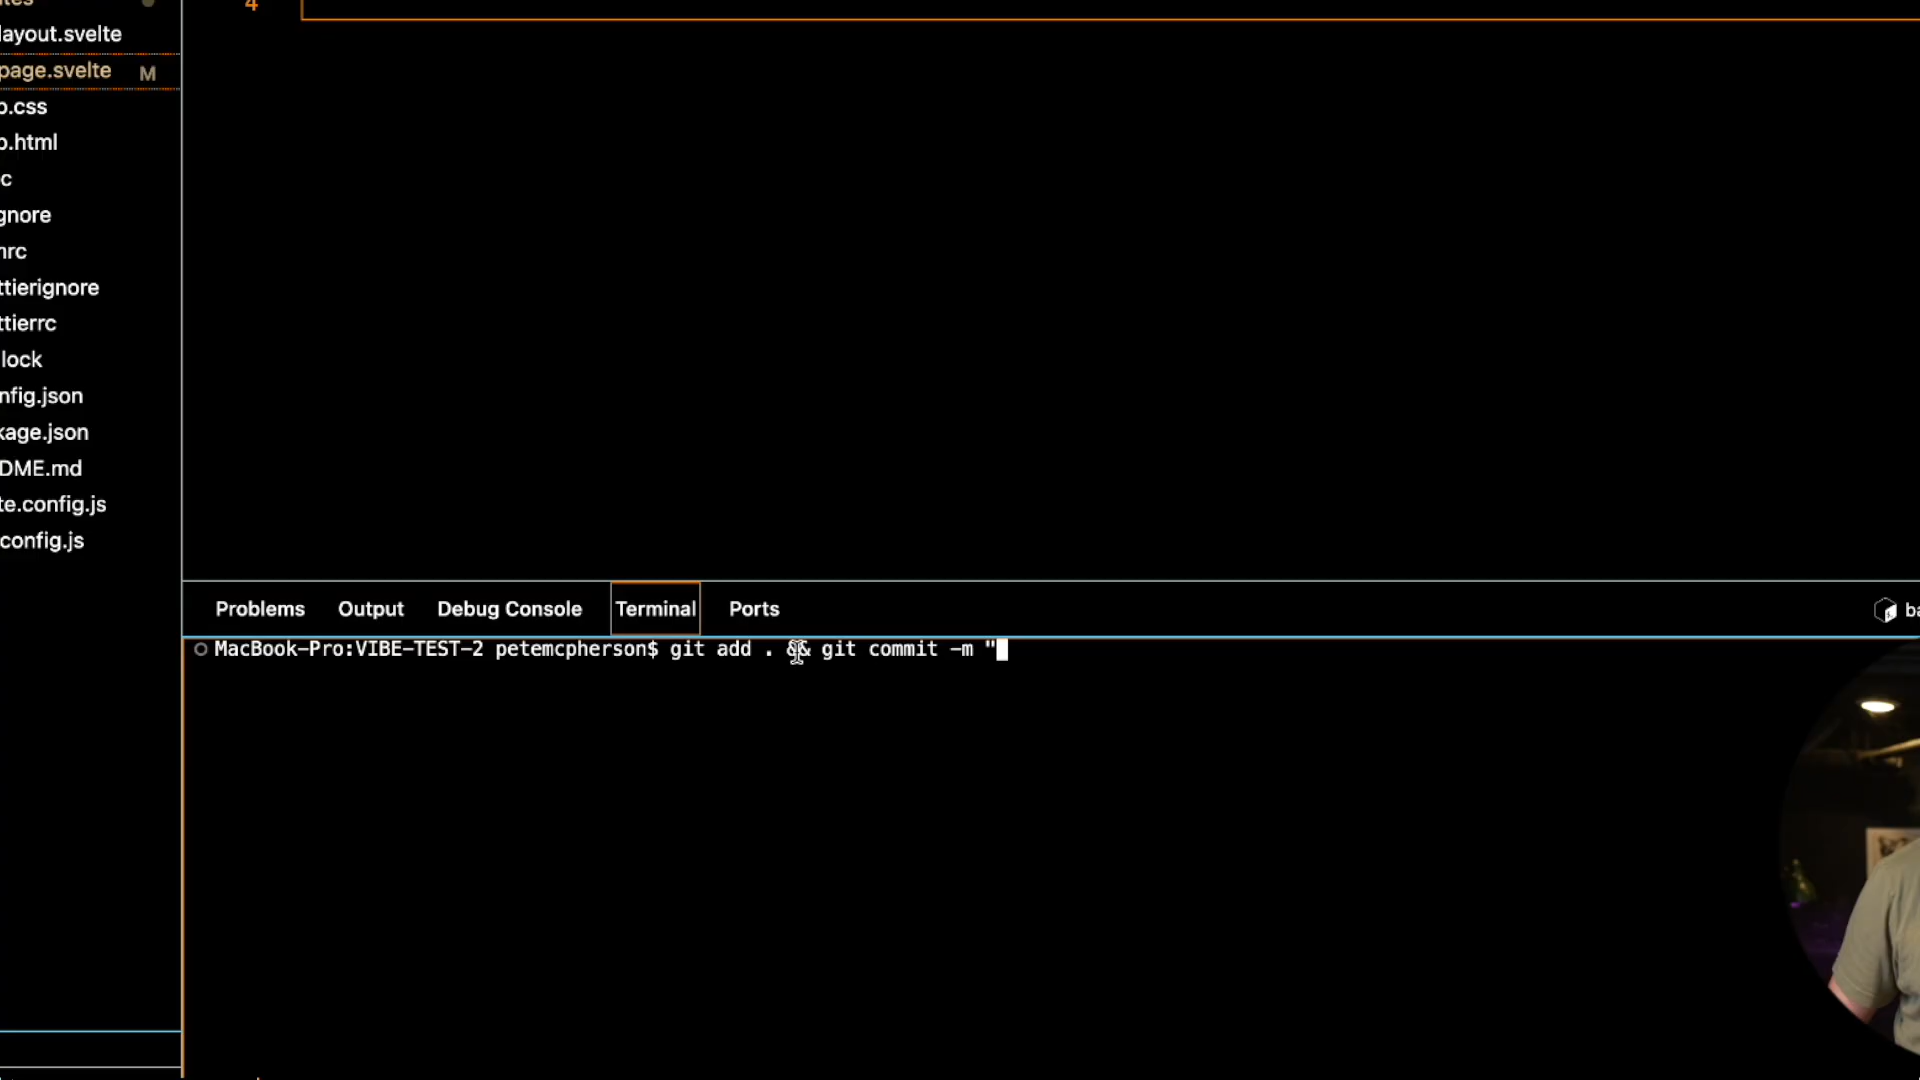 4
layout.svelte
page.svelte M
p.css
p.html
c
gnore
nrc
ttierignore
ttierrc
lock
nfig.json
kage.json
DME.md
te.config.js
config.js
Problems Output Debug Console Terminal Ports
MacBook-Pro:VIBE-TEST-2 petemcpherson$ git add . && git commit -m "